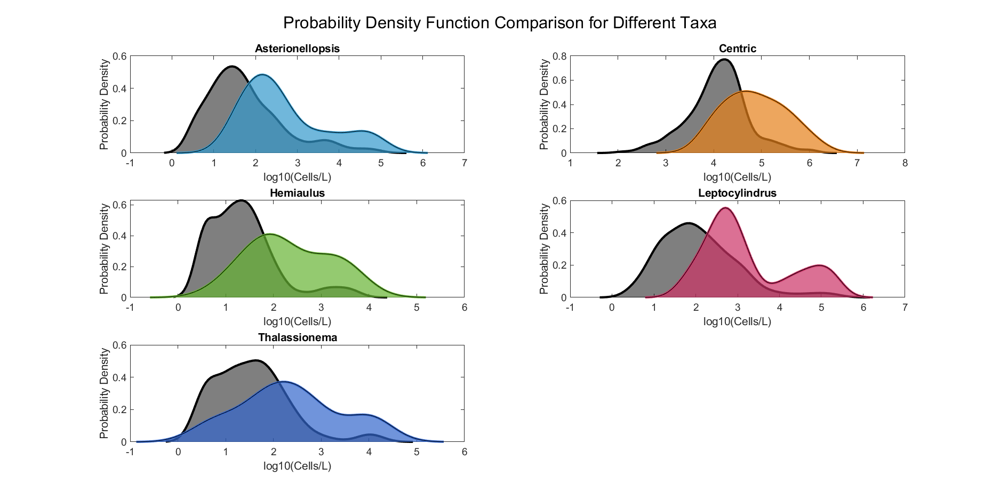 Probability Density Function Comparison for Different Taxa
Asterionellopsis
Probability Density
0.6
0.4
0.2
0
-1 0 1 2 3 4 5 6 7
log10(Cells/L)
Centric
Probability Density
0.8
0.6
0.4
0.2
0
1 2 3 4 5 6 7 8
log10(Cells/L)
Hemiaulus
Probability Density
0.6
0.4
0.2
0
-1 0 1 2 3 4 5 6
log10(Cells/L)
Leptocylindrus
Probability Density
0.6
0.4
0.2
0
-1 0 1 2 3 4 5 6 7
log10(Cells/L)
Thalassionema
Probability Density
0.6
0.4
0.2
0
-1 0 1 2 3 4 5 6
log10(Cells/L)